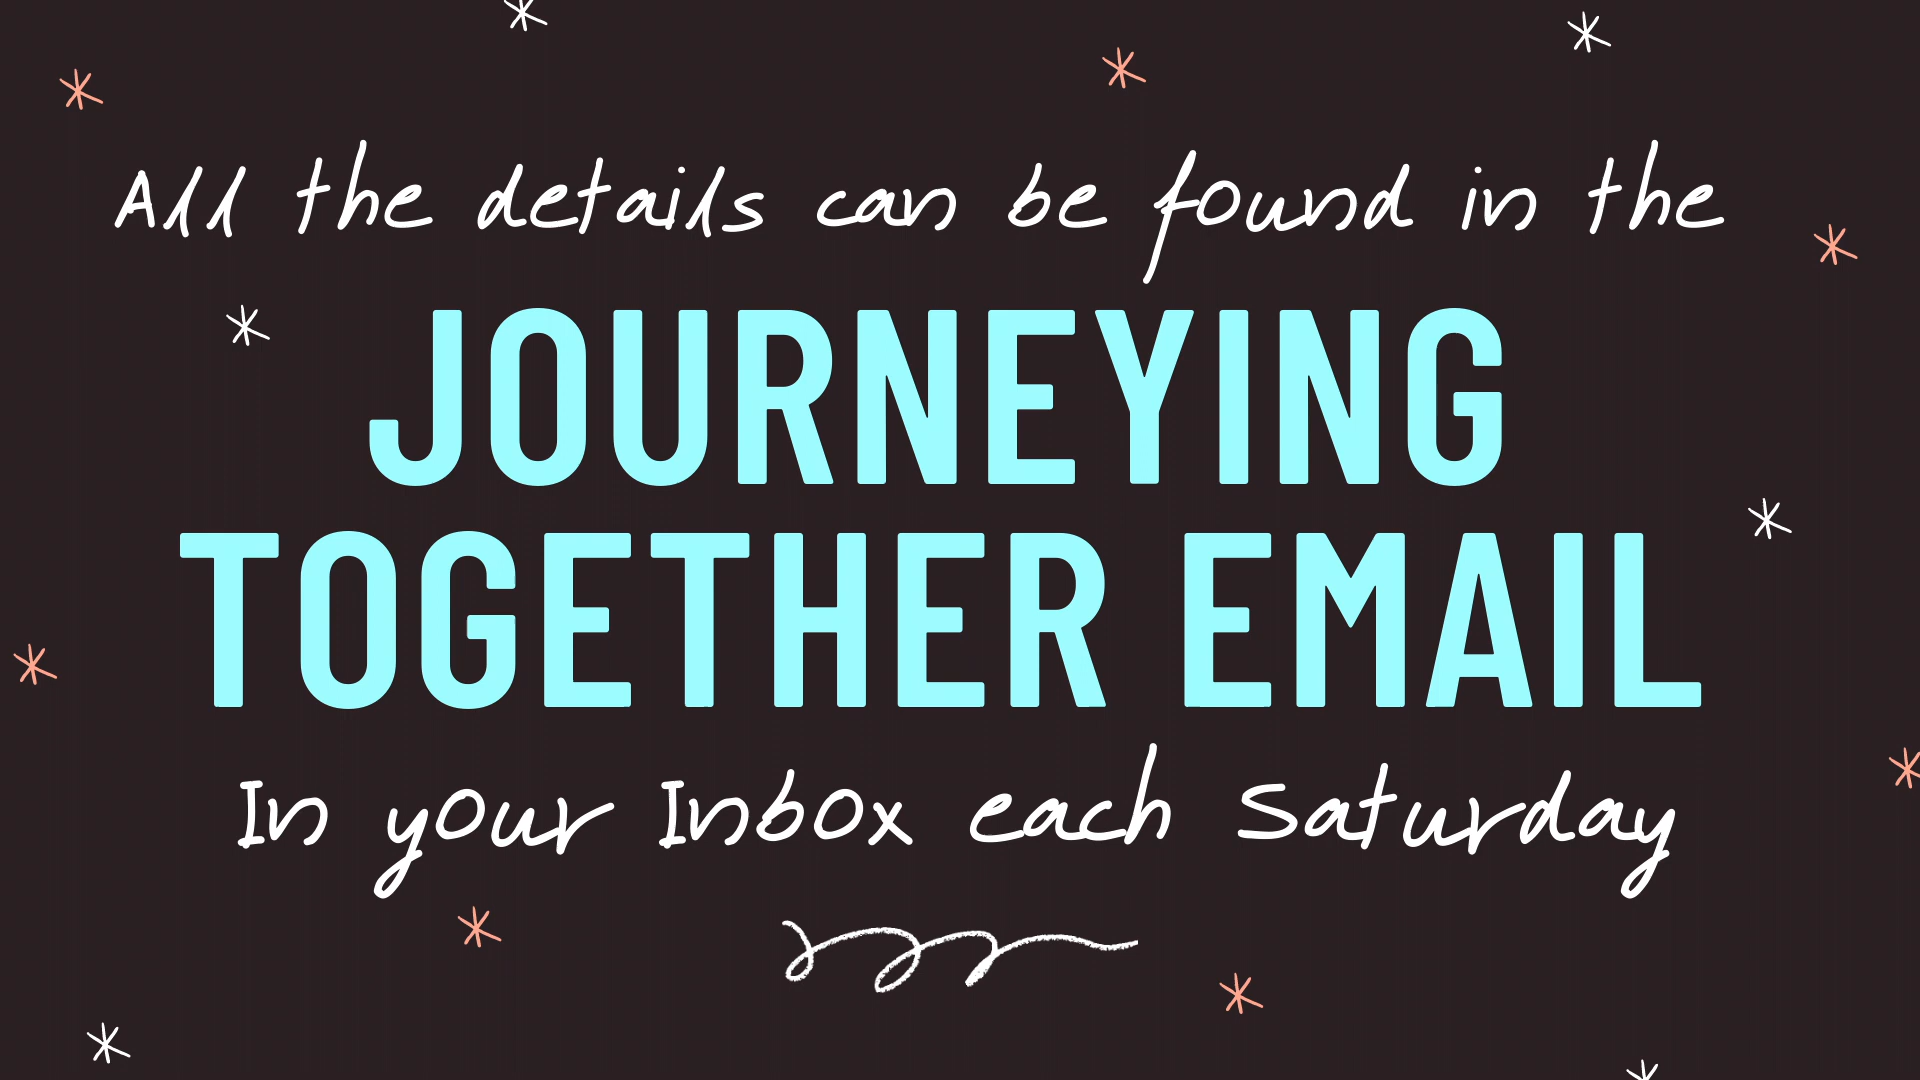 All the details can be found in the
JOURNEYING
TOGETHER EMAIL
In your Inbox each Saturday